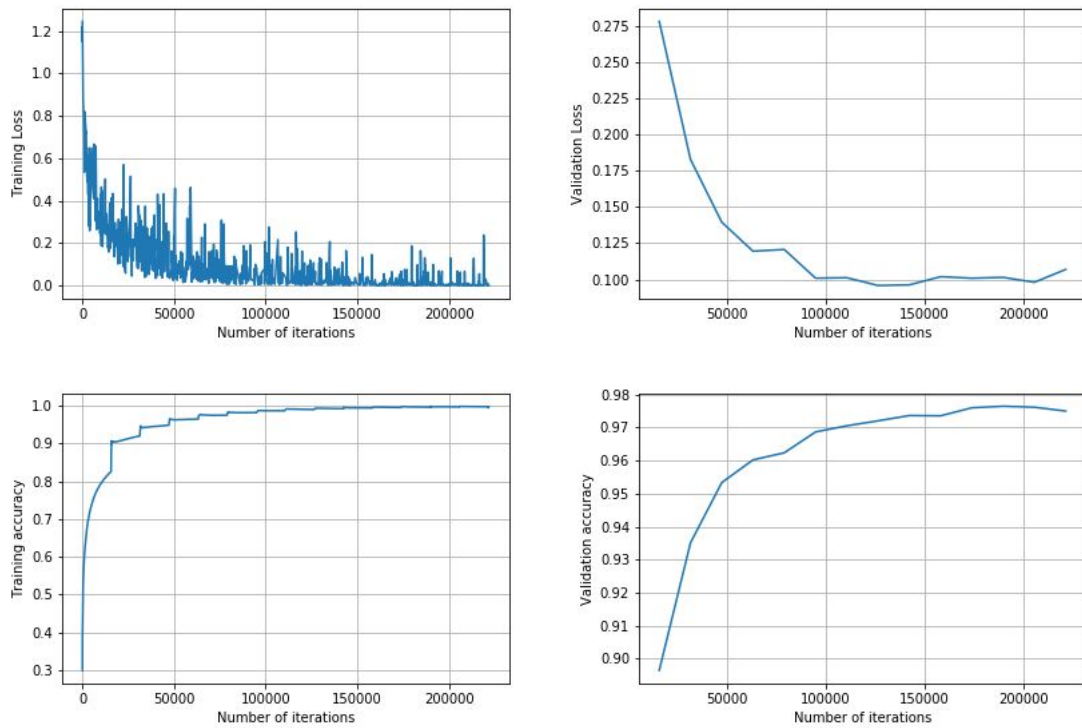 1.2
1.0
0.8
0.6
0.4
0.2
0.0
Training Loss
0 50000 100000 150000 200000
Number of iterations
0.275
0.250
0.225
0.200
0.175
0.150
0.125
0.100
Validation Loss
50000 100000 150000 200000
Number of iterations
1.0
0.9
0.8
0.7
0.6
0.5
0.4
0.3
Training accuracy
0 50000 100000 150000 200000
Number of iterations
0.98
0.97
0.96
0.95
0.94
0.93
0.92
0.91
0.90
Validation accuracy
50000 100000 150000 200000
Number of iterations